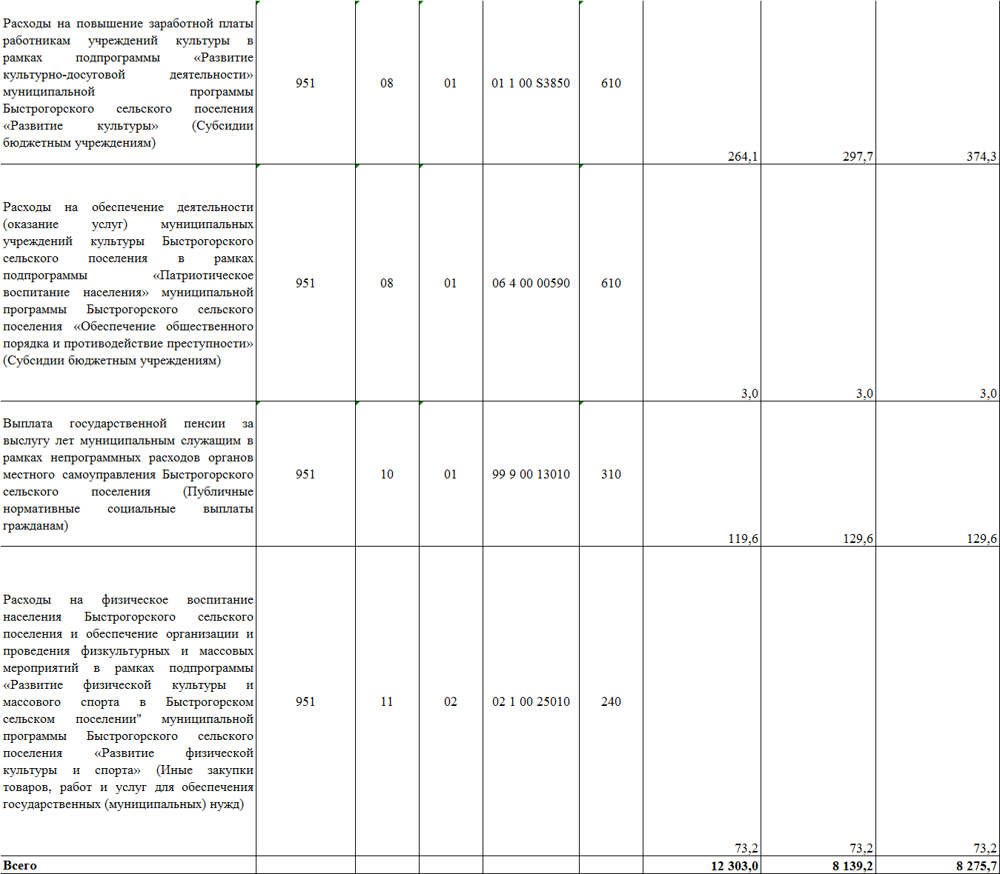 Расходы на повышение заработной платы
работникам учреждений культуры в
рамках подпрограммы «Развитие
культурно-досуговой деятельности»
муниципальной программы
Быстрогорского сельского поселения
«Развитие культуры» (Субсидии
бюджетным учреждениям)
951 08 01 01 1 00 S3850 610
264,1 297,7 374,3
Расходы на обеспечение деятельности
(оказание услуг) муниципальных
учреждений культуры Быстрогорского
сельского поселения в рамках
подпрограммы «Патриотическое
воспитание населения» муниципальной
программы Быстрогорского сельского
поселения «Обеспечение общественного
порядка и противодействие преступности»
(Субсидии бюджетным учреждениям)
951 08 01 06 4 00 00590 610
3,0 3,0 3,0
Выплата государственной пенсии за
выслугу лет муниципальным служащим в
рамках непрограммных расходов органов
местного самоуправления Быстрогорского
сельского поселения (Публичные
нормативные социальные выплаты
гражданам)
951 10 01 99 9 00 13010 310
119,6 129,6 129,6
Расходы на физическое воспитание
населения Быстрогорского сельского
поселения и обеспечение организации и
проведения физкультурных и массовых
мероприятий в рамках подпрограммы
«Развитие физической культуры и
массового спорта в Быстрогорском
сельском поселении" муниципальной
программы Быстрогорского сельского
поселения «Развитие физической
культуры и спорта» (Иные закупки
товаров, работ и услуг для обеспечения
государственных (муниципальных) нужд)
951 11 02 02 1 00 25010 240
73,2 73,2 73,2
Всего 12 303,0 8 139,2 8 275,7